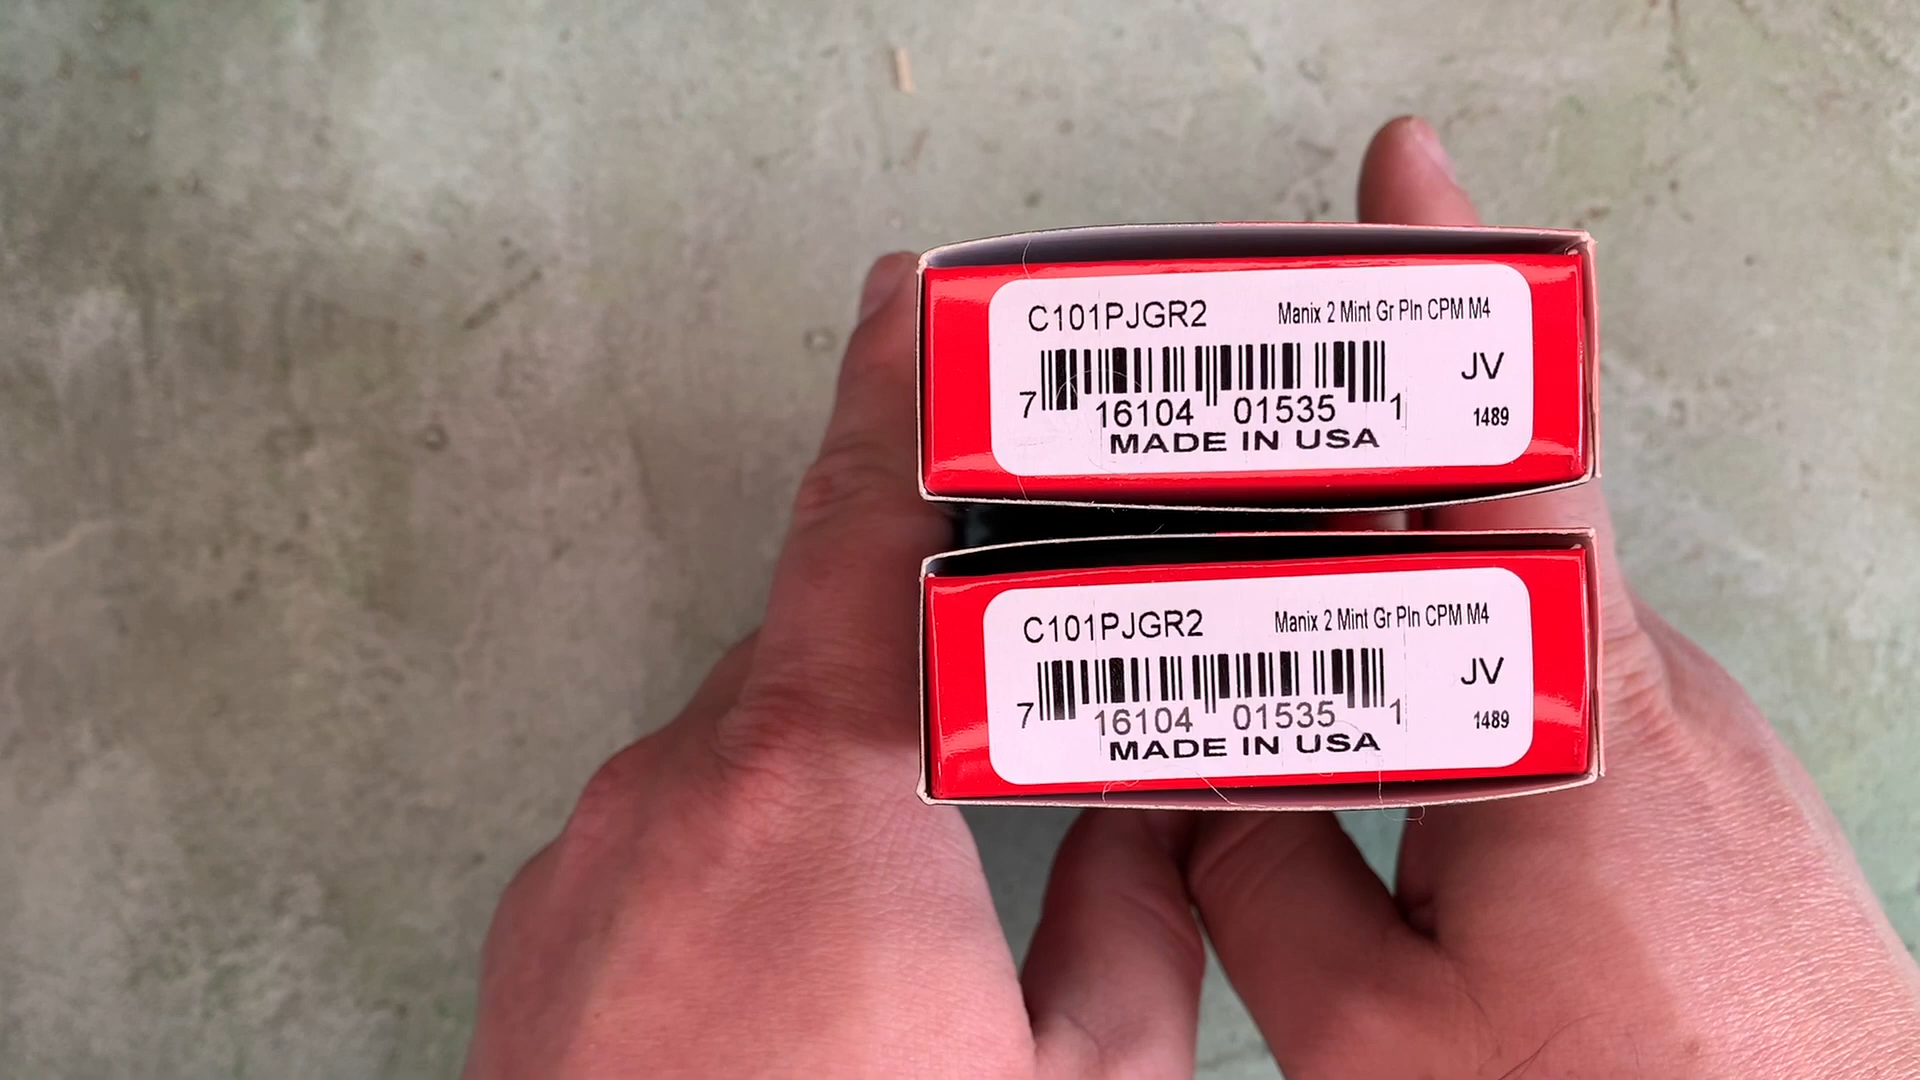 C101PJGR2 Manix 2 Mint Gr Pln CPM M4
JV
7 16104 01535 1 1489
MADE IN USA
C101PJGR2 Manix 2 Mint Gr Pln CPM M4
JV
7 16104 01535 1 1489
MADE IN USA